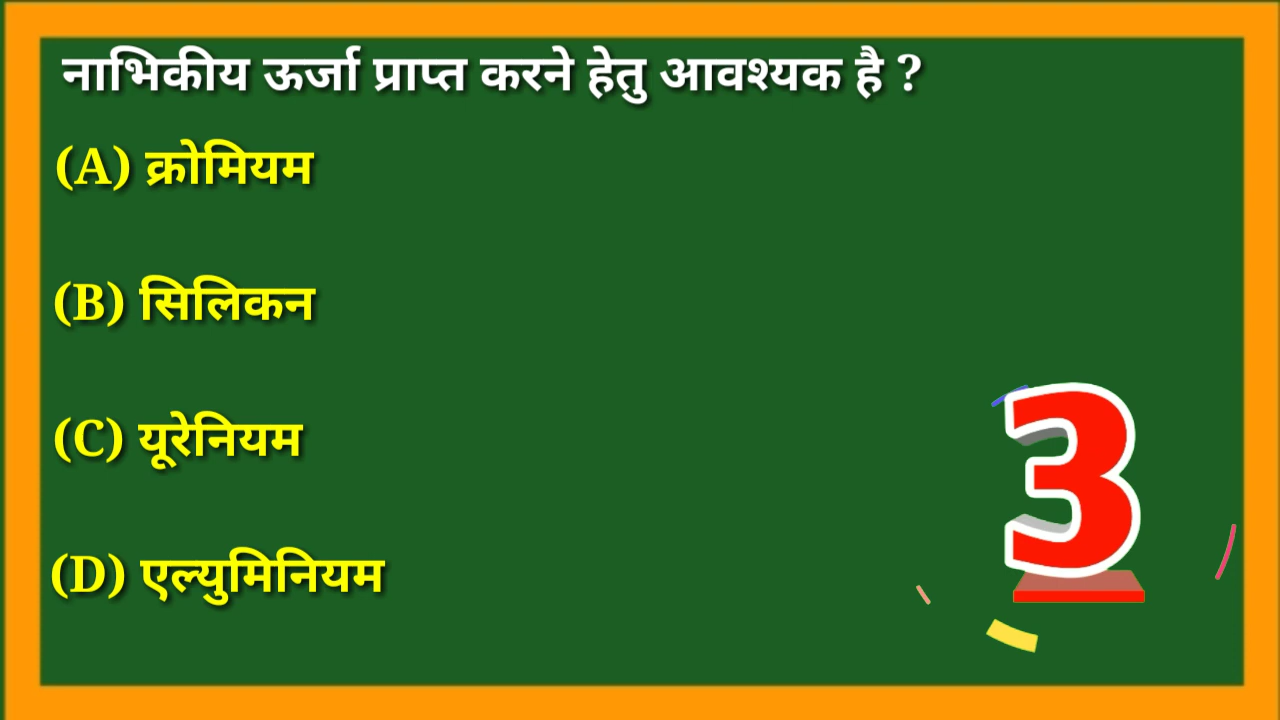 नाभिकीय ऊर्जा प्राप्त करने हेतु आवश्यक है ?
(A) क्रोमियम
(B) सिलिकन
(C) यूरेनियम
(D) एल्युमिनियम
3